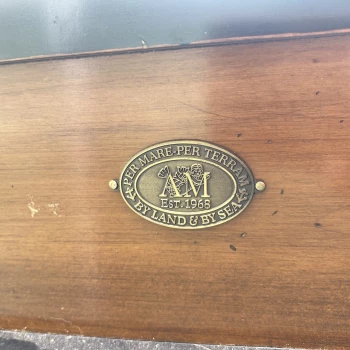 PER MARE-PER TERRAM
AM
EST. 1968
BY LAND & BY SEA